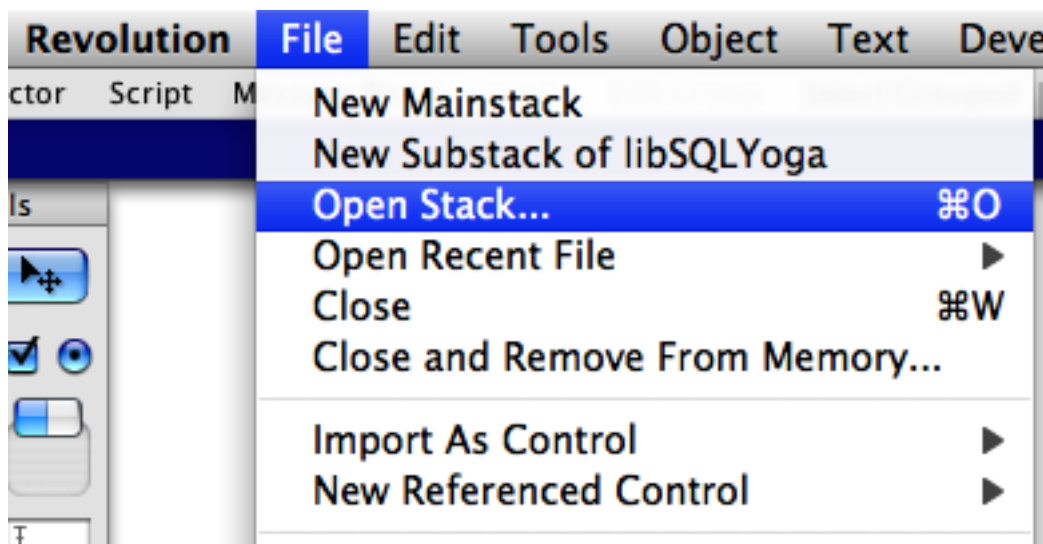 Revolution File Edit Tools Object Text Deve
ctor Script M
New Mainstack
New Substack of libSQLYoga
ls
Open Stack... ⌘O
Open Recent File ▶
Close ⌘W
Close and Remove From Memory...
Import As Control ▶
New Referenced Control ▶